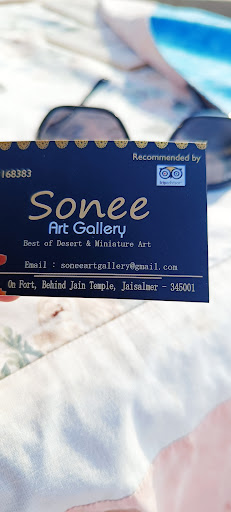 Recommended by
168383
Sonee
Art Gallery
Best of Desert & Miniature Art
Email : soneeartgallery@gmail.com
On Fort, Behind Jain Temple, Jaisalmer - 345001